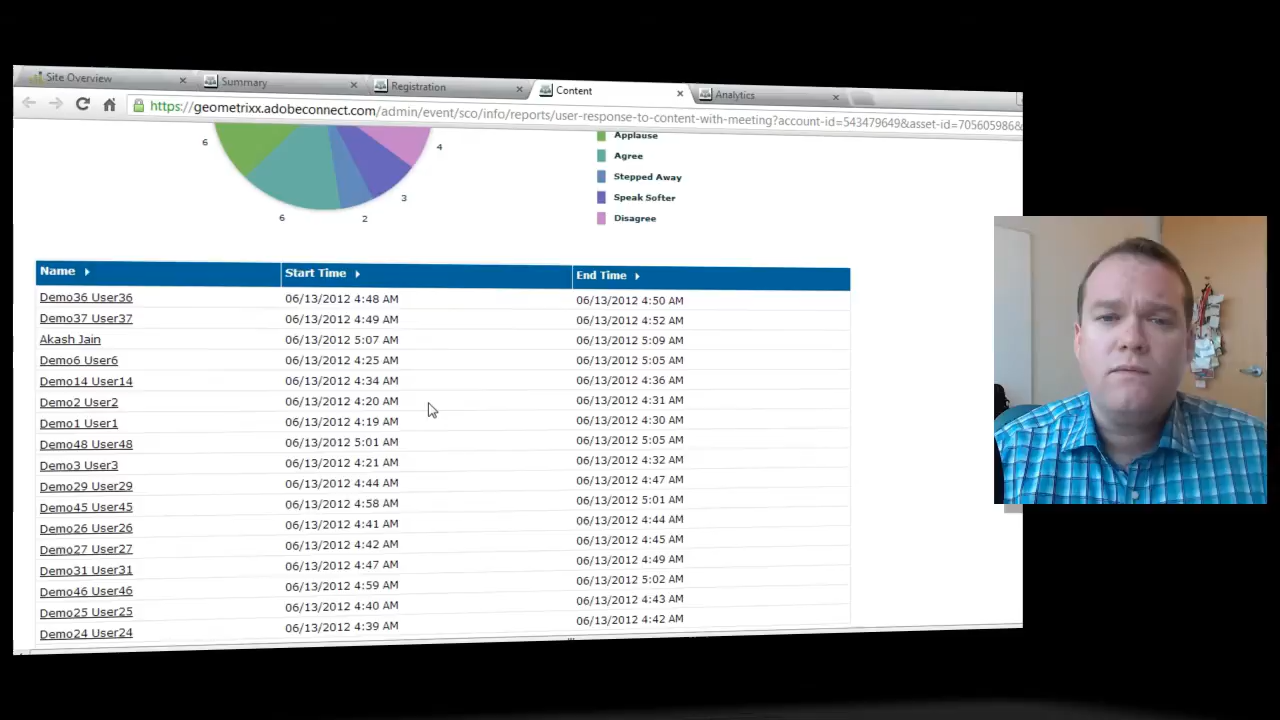 Site Overview
Summary
Registration
Content
Analytics
https://geometrixx.adobeconnect.com/admin/event/sco/info/reports/user-response-to-content-with-meeting?account-id=543479649&asset-id=705605986&
6
4
3
2
6
Applause
Agree
Stepped Away
Speak Softer
Disagree
Name Start Time End Time
Demo36 User36 06/13/2012 4:48 AM 06/13/2012 4:50 AM
Demo37 User37 06/13/2012 4:49 AM 06/13/2012 4:52 AM
Akash Jain 06/13/2012 5:07 AM 06/13/2012 5:09 AM
Demo6 User6 06/13/2012 4:25 AM 06/13/2012 5:05 AM
Demo14 User14 06/13/2012 4:34 AM 06/13/2012 4:36 AM
Demo2 User2 06/13/2012 4:20 AM 06/13/2012 4:31 AM
Demo1 User1 06/13/2012 4:19 AM 06/13/2012 4:30 AM
Demo48 User48 06/13/2012 5:01 AM 06/13/2012 5:05 AM
Demo3 User3 06/13/2012 4:21 AM 06/13/2012 4:32 AM
Demo29 User29 06/13/2012 4:44 AM 06/13/2012 4:47 AM
Demo45 User45 06/13/2012 4:58 AM 06/13/2012 5:01 AM
Demo26 User26 06/13/2012 4:41 AM 06/13/2012 4:44 AM
Demo27 User27 06/13/2012 4:42 AM 06/13/2012 4:45 AM
Demo31 User31 06/13/2012 4:47 AM 06/13/2012 4:49 AM
Demo46 User46 06/13/2012 4:59 AM 06/13/2012 5:02 AM
Demo25 User25 06/13/2012 4:40 AM 06/13/2012 4:43 AM
Demo24 User24 06/13/2012 4:39 AM 06/13/2012 4:42 AM